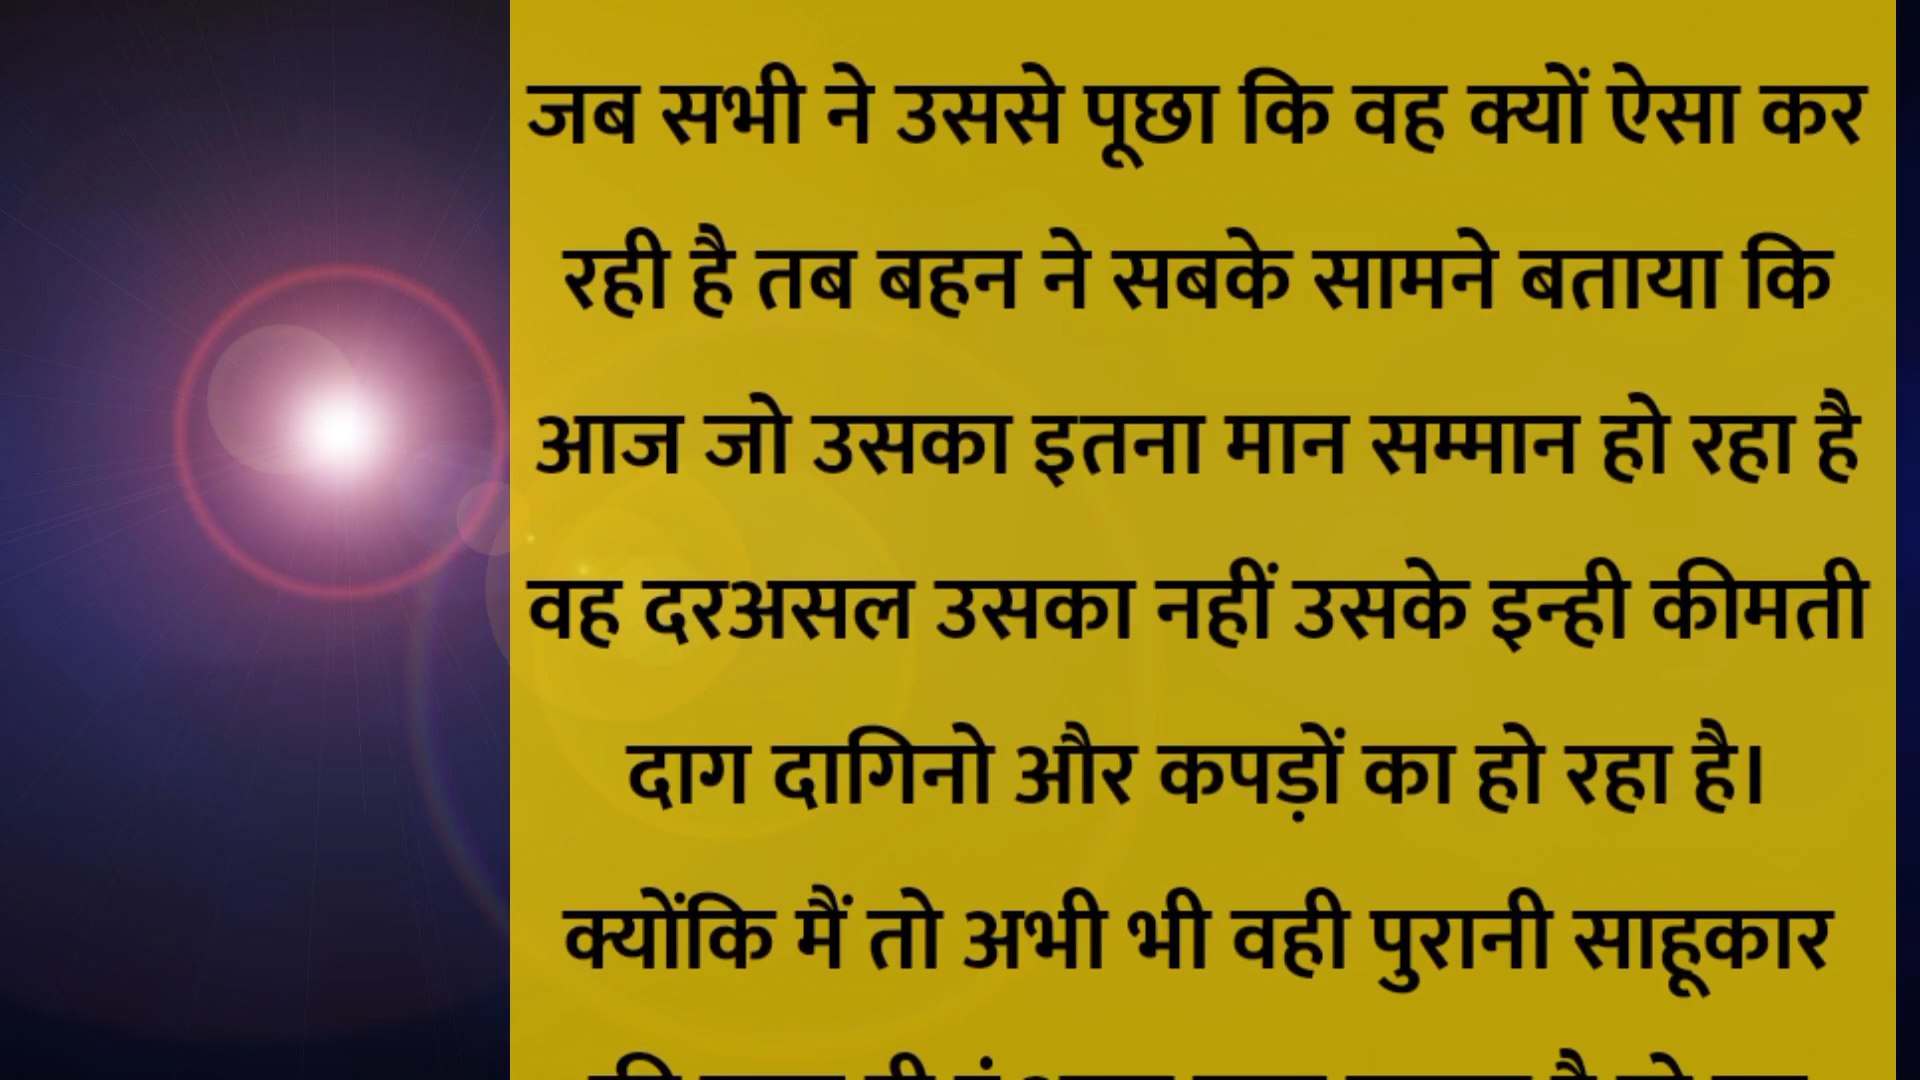 जब सभी ने उससे पूछा कि वह क्यों ऐसा कर
रही है तब बहन ने सबके सामने बताया कि
आज जो उसका इतना मान सम्मान हो रहा है
वह दरअसल उसका नहीं उसके इन्ही कीमती
दाग दागिनो और कपड़ों का हो रहा है।
क्योंकि मैं तो अभी भी वही पुरानी साहूकार